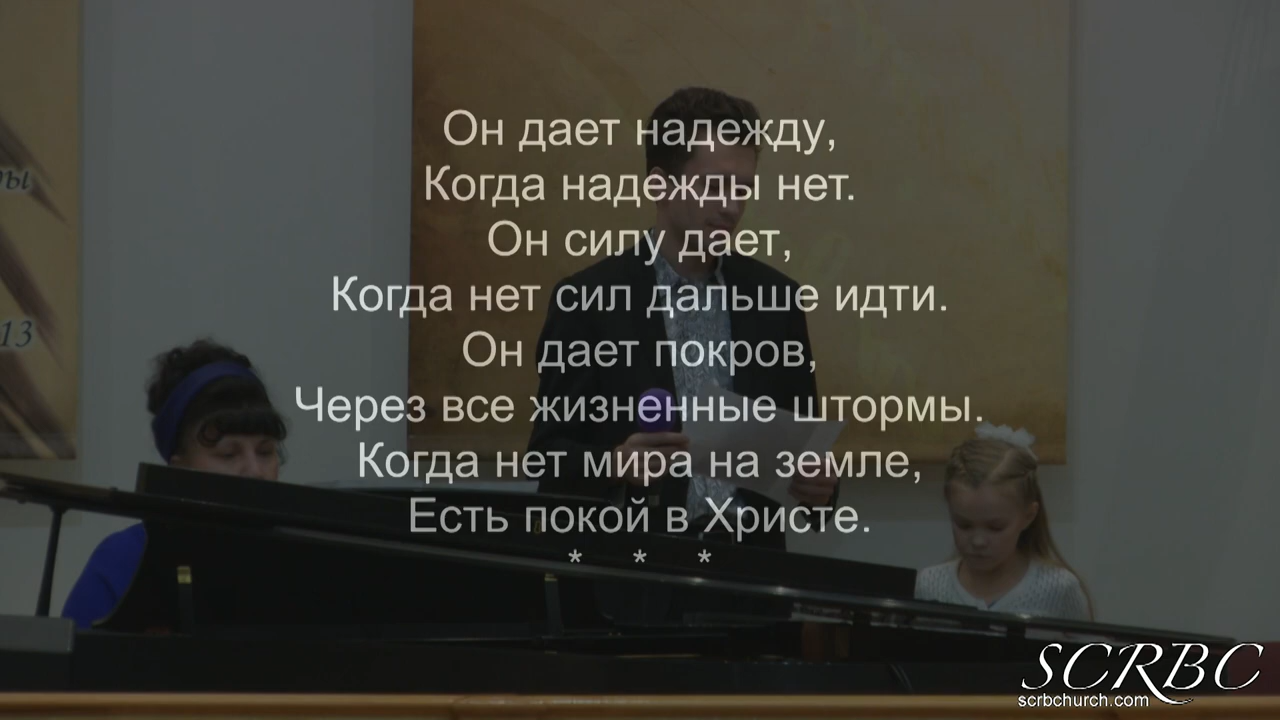 Он дает надежду,
Когда надежды нет.
Он силу дает,
Когда нет сил дальше идти.
Он дает покров,
Через все жизненные штормы.
Когда нет мира на земле,
Есть покой в Христе.
* * *
13
SCRBC
scrbchurch.com